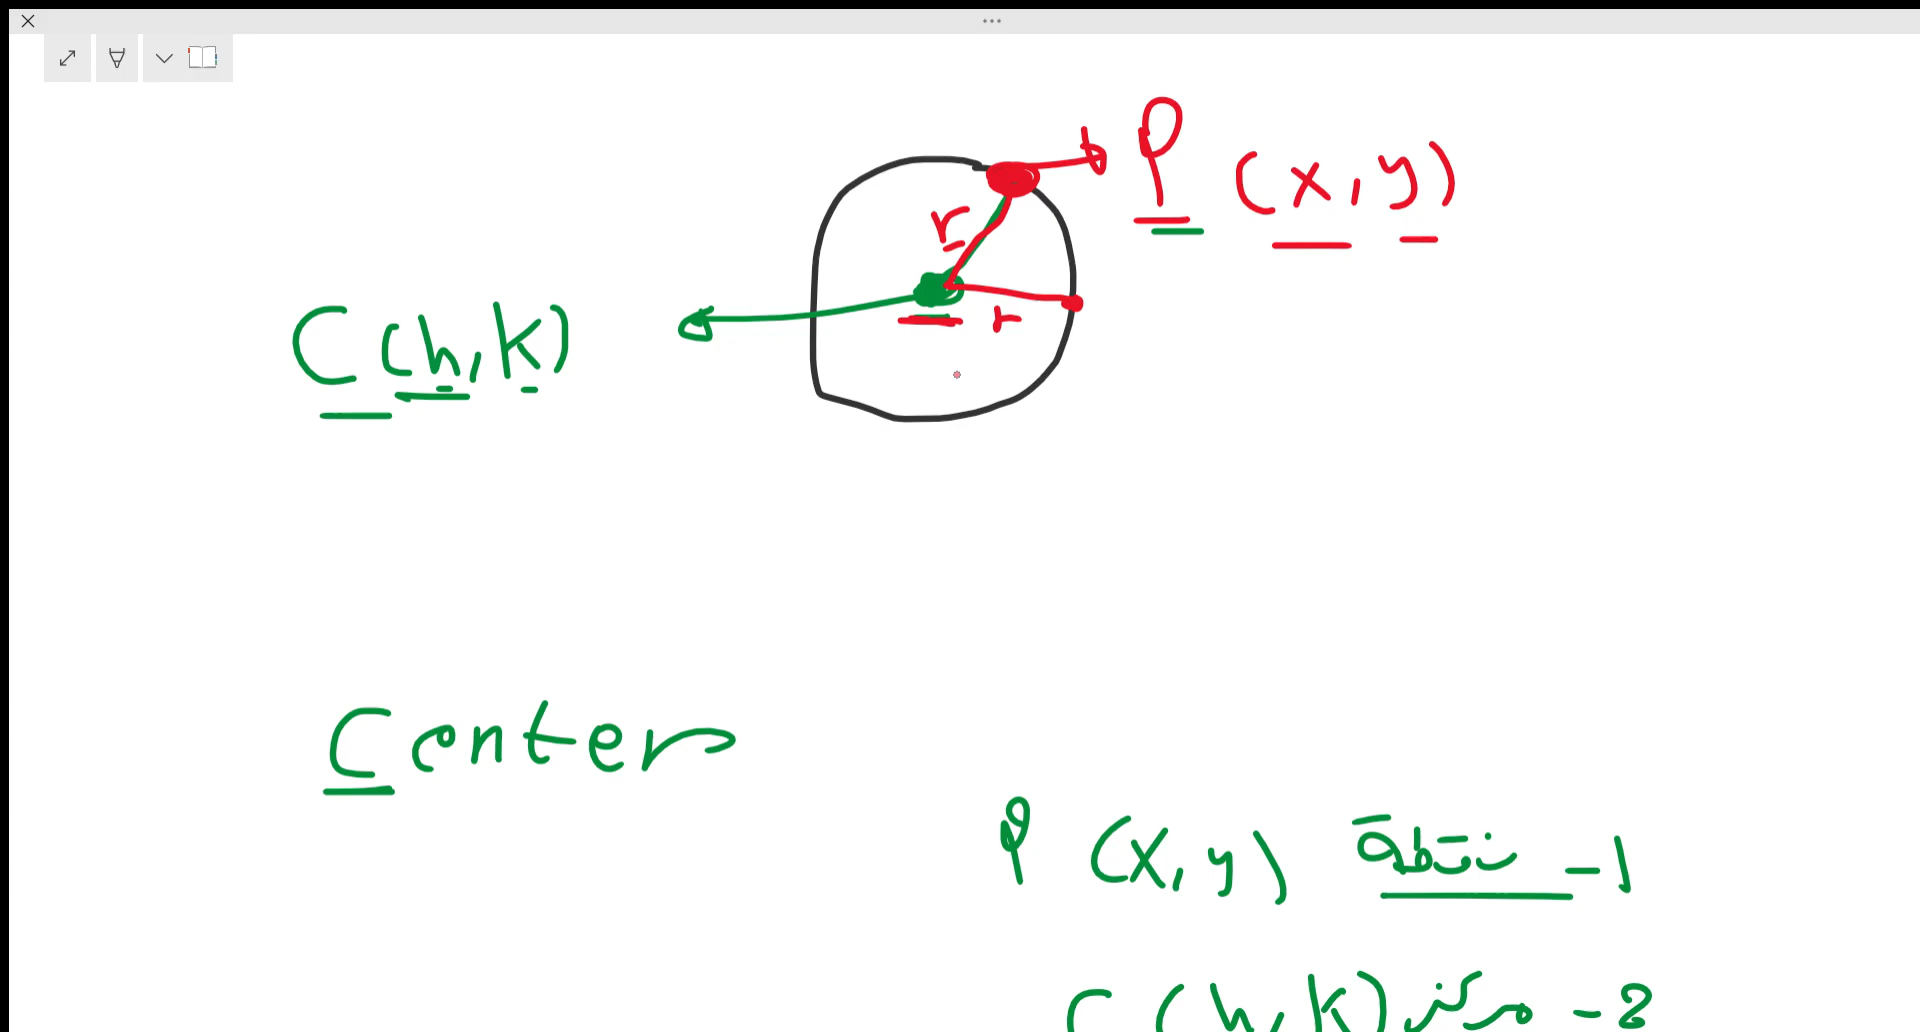 P (x, y)
r
C(h, k)
r
Center
1- نقطة P (x, y)
2- مركز C (h, k)